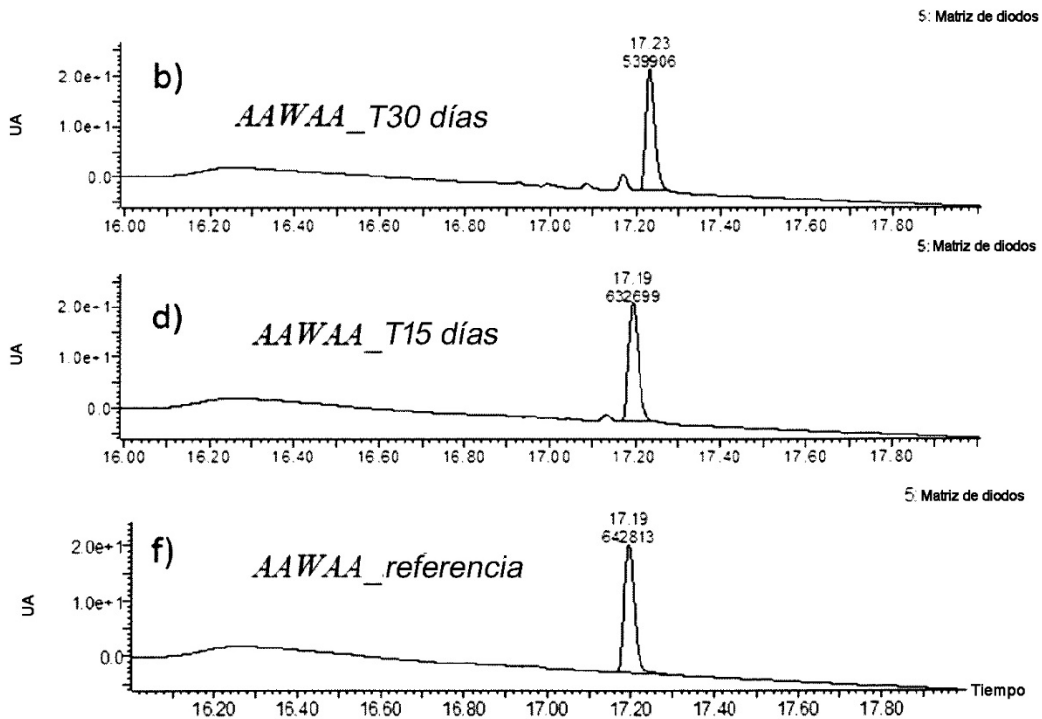 5: Matriz de diodos
17.23
539906
b)
AAWAA_T30 días
UA
2.0e+1
1.0e+1
0.0
16.00 16.20 16.40 16.60 16.80 17.00 17.20 17.40 17.60 17.80
5: Matriz de diodos
17.19
632699
d)
AAWAA_T15 días
UA
2.0e+1
1.0e+1
0.0
16.00 16.20 16.40 16.60 16.80 17.00 17.20 17.40 17.60 17.80
5: Matriz de diodos
17.19
642813
f)
AAWAA_referencia
UA
2.0e+1
1.0e+1
0.0
Tiempo
16.20 16.40 16.60 16.80 17.00 17.20 17.40 17.60 17.80